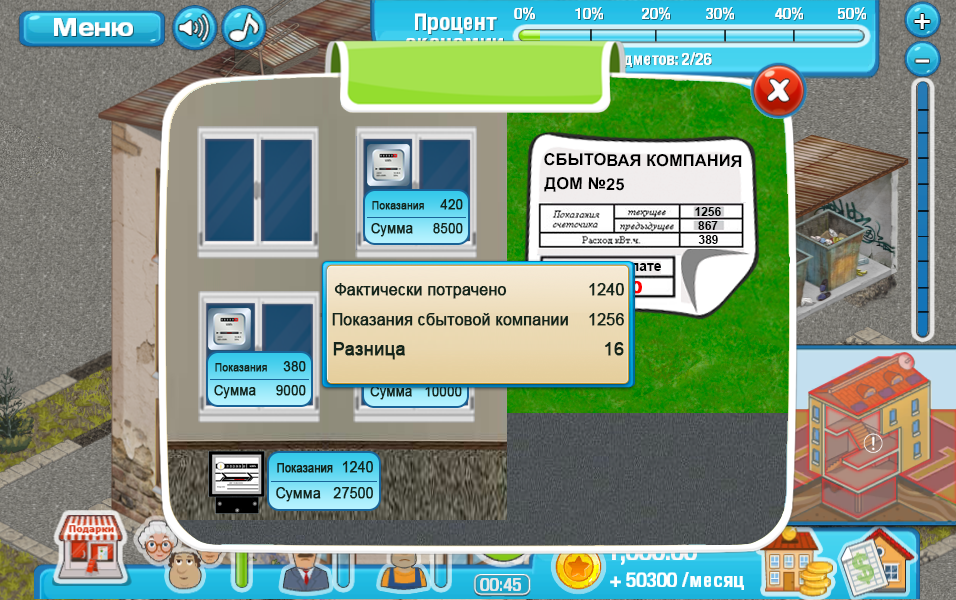 Меню
Процент
экономии
0% 10% 20% 30% 40% 50%
2/26
СБЫТОВАЯ КОМПАНИЯ
ДОМ №25
Показания счетчика
текущее 1256
предыдущее 867
Расход кВт.ч. 389
Показания 420
Сумма 8500
Фактически потрачено 1240
Показания сбытовой компании 1256
Разница 16
Показания 380
Сумма 9000
Сумма 10000
Показания 1240
Сумма 27500
Подарки
00:45
+ 50300 /месяц